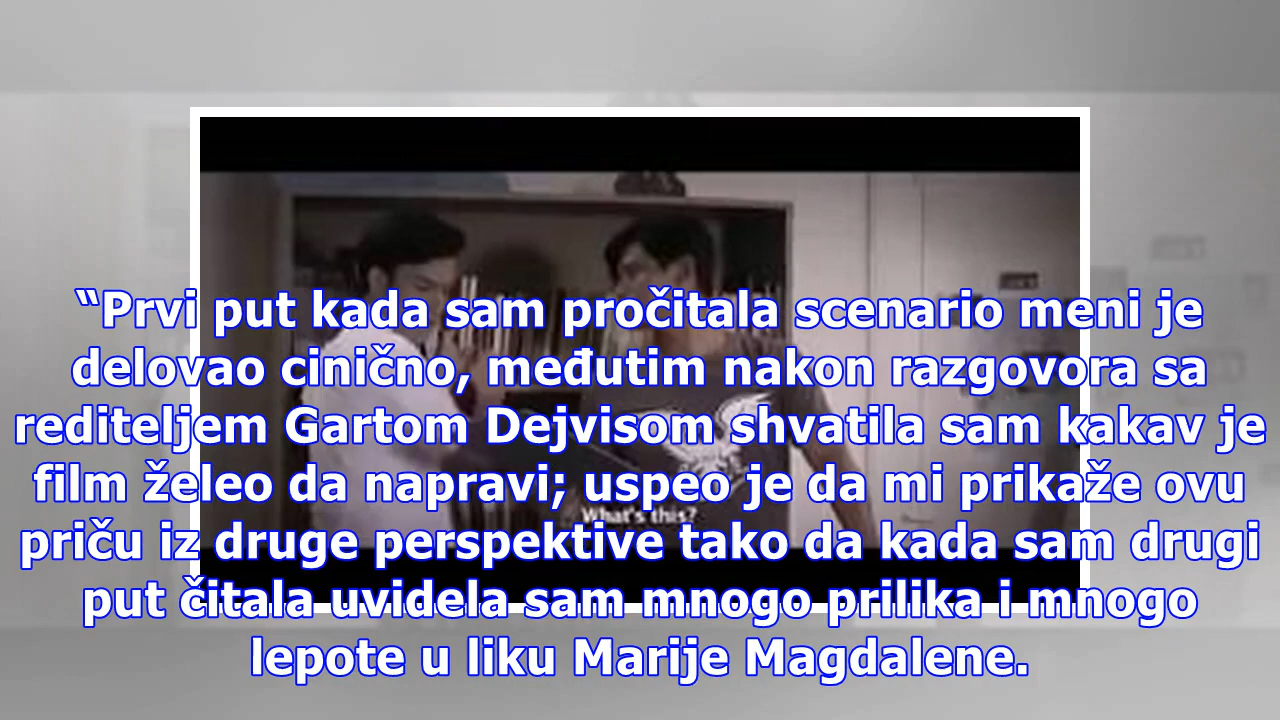 “Prvi put kada sam pročitala scenario meni je
delovao cinično, međutim nakon razgovora sa
rediteljem Gartom Dejvisom shvatila sam kakav je
film želeo da napravi; uspeo je da mi prikaže ovu
What's this?
priču iz druge perspektive tako da kada sam drugi
put čitala uvidela sam mnogo prilika i mnogo
lepote u liku Marije Magdalene.